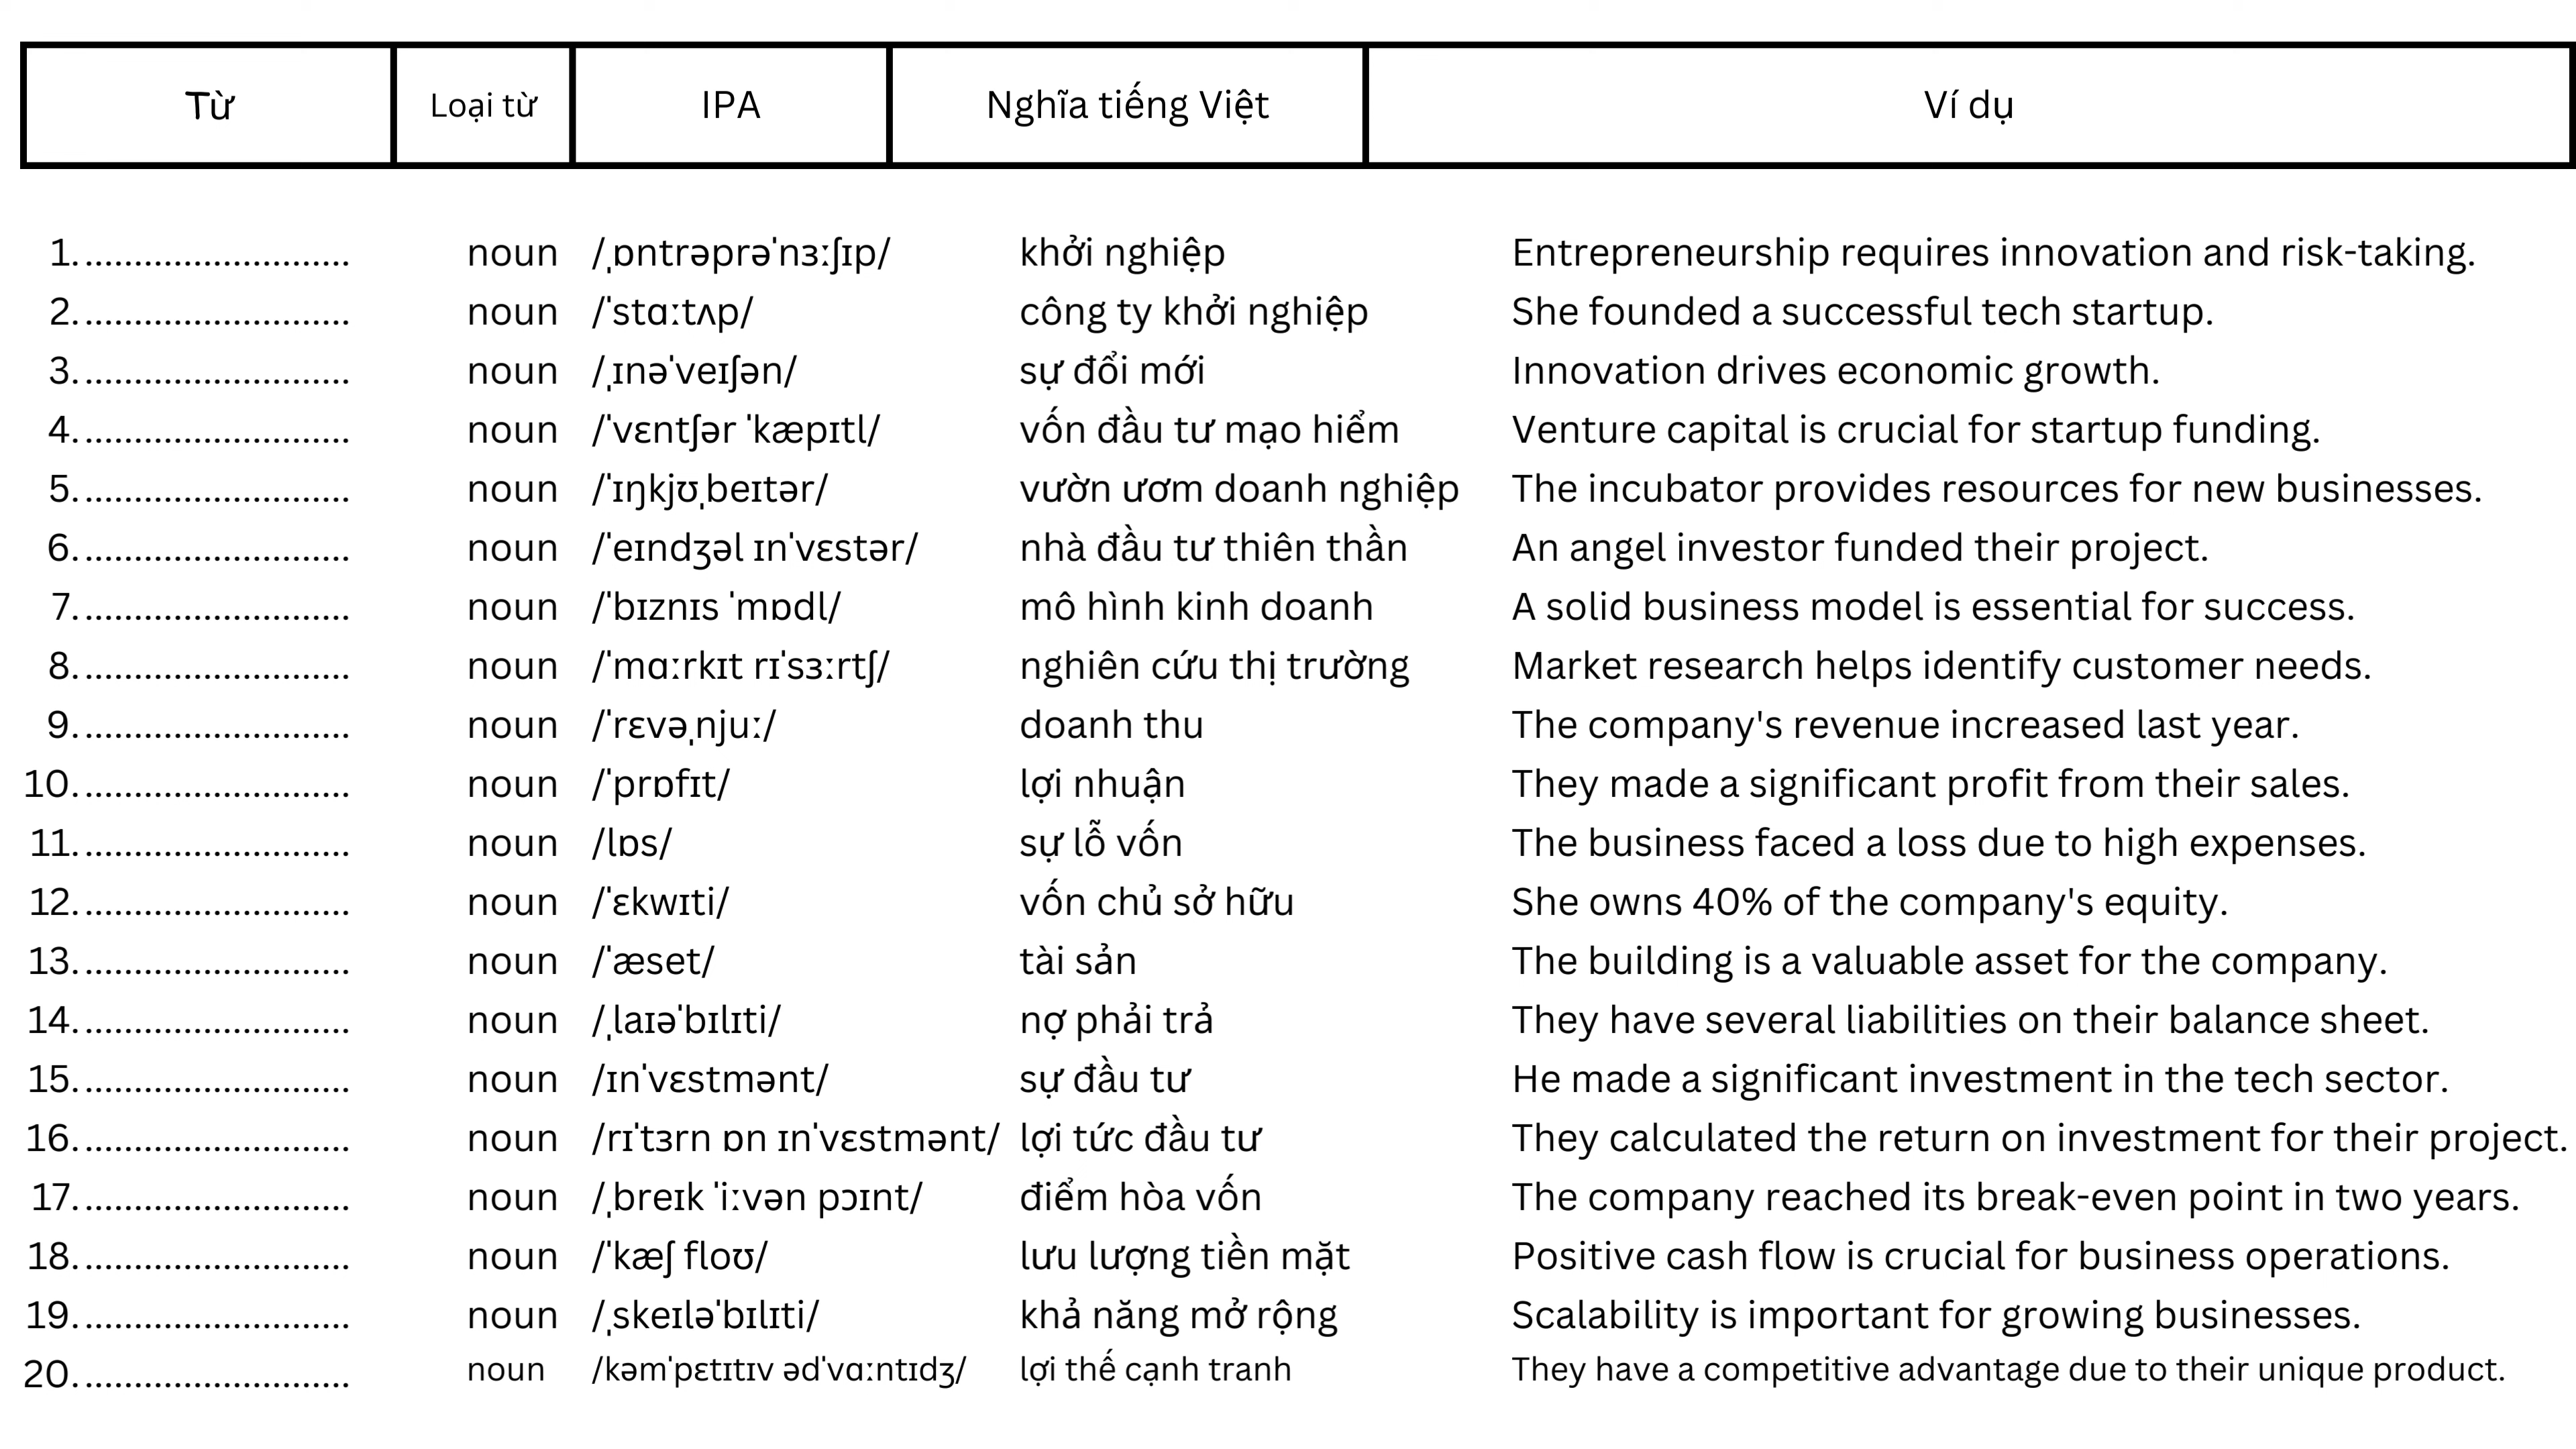 Từ Loại từ IPA Nghĩa tiếng Việt Ví dụ
1........................... noun /ˌɒntrəprəˈnɜːʃɪp/ khởi nghiệp Entrepreneurship requires innovation and risk-taking.
2........................... noun /ˈstɑːtʌp/ công ty khởi nghiệp She founded a successful tech startup.
3........................... noun /ˌɪnəˈveɪʃən/ sự đổi mới Innovation drives economic growth.
4........................... noun /ˈvɛntʃər ˈkæpɪtl/ vốn đầu tư mạo hiểm Venture capital is crucial for startup funding.
5........................... noun /ˈɪŋkjʊˌbeɪtər/ vườn ươm doanh nghiệp The incubator provides resources for new businesses.
6........................... noun /ˈeɪndʒəl ɪnˈvɛstər/ nhà đầu tư thiên thần An angel investor funded their project.
7........................... noun /ˈbɪznɪs ˈmɒdl/ mô hình kinh doanh A solid business model is essential for success.
8........................... noun /ˈmɑːrkɪt rɪˈsɜːrtʃ/ nghiên cứu thị trường Market research helps identify customer needs.
9........................... noun /ˈrɛvəˌnjuː/ doanh thu The company's revenue increased last year.
10........................... noun /ˈprɒfɪt/ lợi nhuận They made a significant profit from their sales.
11........................... noun /lɒs/ sự lỗ vốn The business faced a loss due to high expenses.
12........................... noun /ˈɛkwɪti/ vốn chủ sở hữu She owns 40% of the company's equity.
13........................... noun /ˈæset/ tài sản The building is a valuable asset for the company.
14........................... noun /ˌlaɪəˈbɪlɪti/ nợ phải trả They have several liabilities on their balance sheet.
15........................... noun /ɪnˈvɛstmənt/ sự đầu tư He made a significant investment in the tech sector.
16........................... noun /rɪˈtɜrn ɒn ɪnˈvɛstmənt/ lợi tức đầu tư They calculated the return on investment for their project.
17........................... noun /ˌbreɪk ˈiːvən pɔɪnt/ điểm hòa vốn The company reached its break-even point in two years.
18........................... noun /ˈkæʃ floʊ/ lưu lượng tiền mặt Positive cash flow is crucial for business operations.
19........................... noun /ˌskeɪləˈbɪlɪti/ khả năng mở rộng Scalability is important for growing businesses.
20........................... noun /kəmˈpɛtɪtɪv ədˈvɑːntɪdʒ/ lợi thế cạnh tranh They have a competitive advantage due to their unique product.